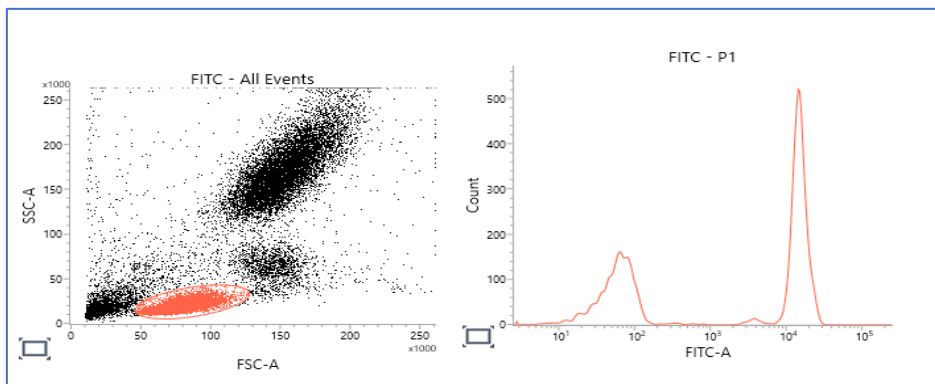 FITC - All Events
x1000
250
200
150
100
50
0
SSC-A
P1
0 50 100 150 200 250
x1000
FSC-A
FITC - P1
500
400
300
200
100
0
Count
10¹ 10² 10³ 10⁴ 10⁵
FITC-A